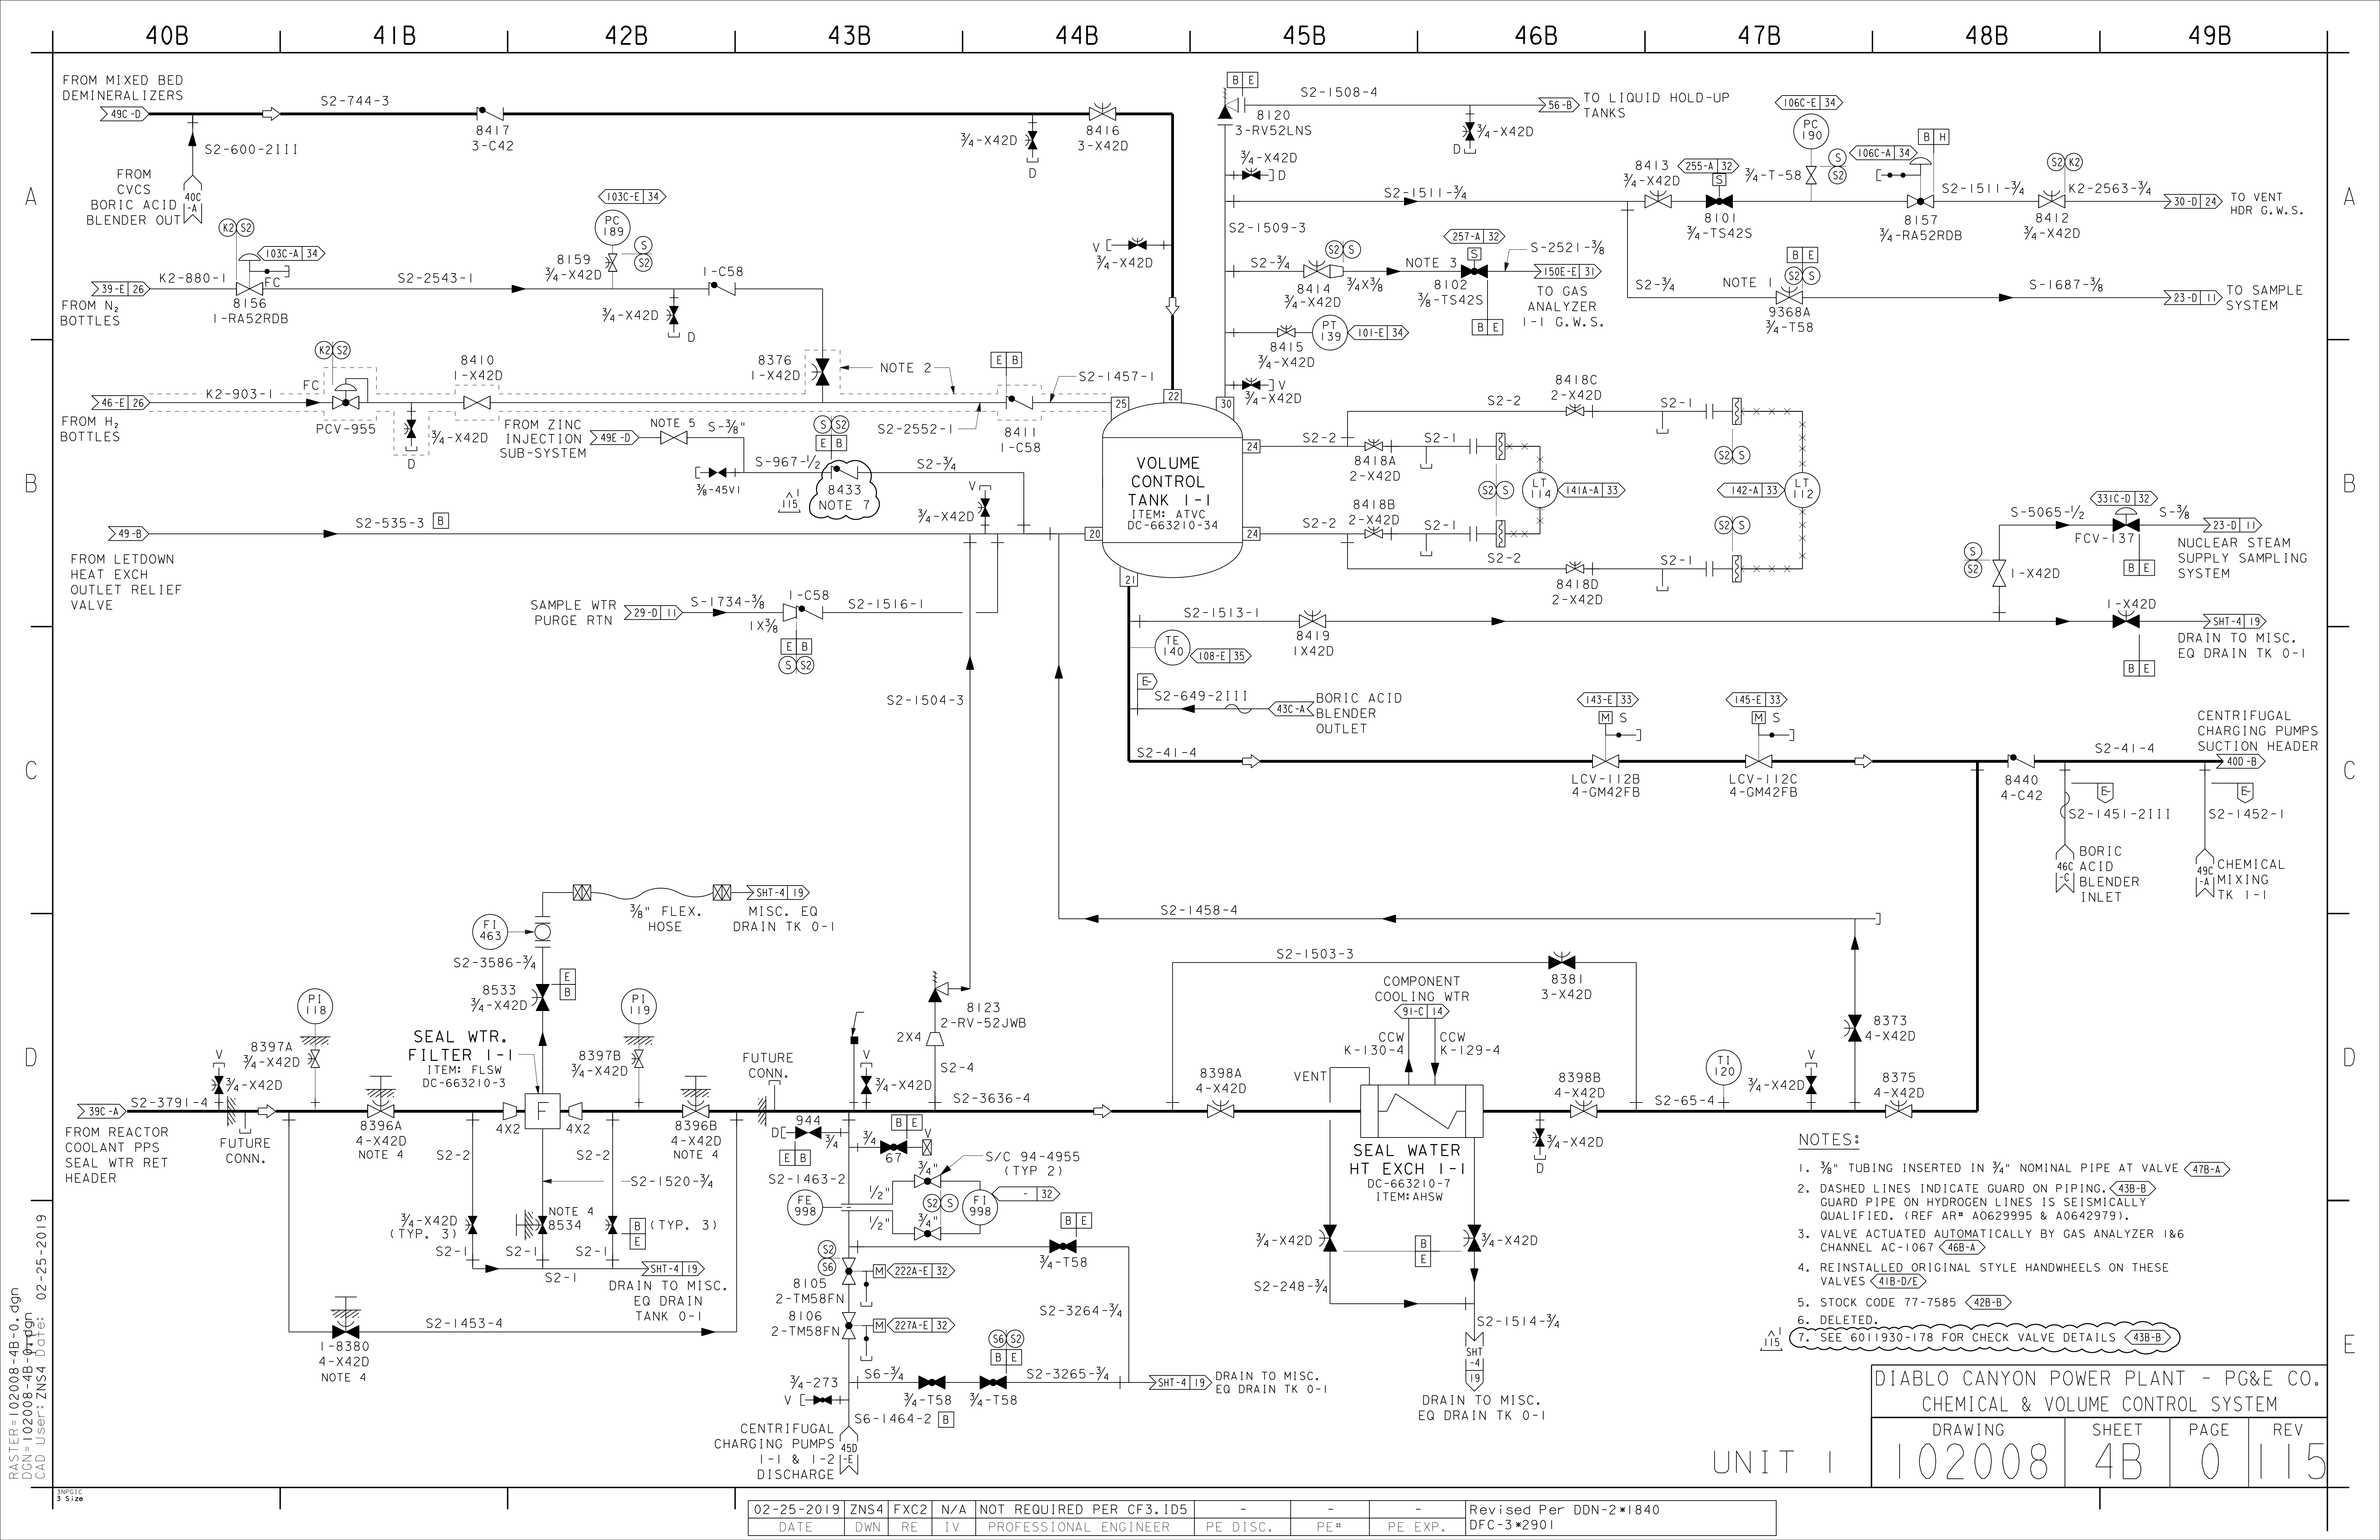 40B 41B 42B 43B 44B 45B 46B 47B 48B 49B
FROM MIXED BED
DEMINERALIZERS
49C-D
S2-744-3
8417
3-C42
3/4-X42D
D
8416
3-X42D
S2-600-2III
FROM
CVCS
BORIC ACID
BLENDER OUT
40C
-A
A
K2 S2
103C-A 34
FC
K2-880-1
39-E 26
FROM N2
BOTTLES
8156
1-RA52RDB
S2-2543-1
103C-E 34
PC
189
S
S2
8159
3/4-X42D
1-C58
3/4-X42D
D
V
3/4-X42D
B E
8120
3-RV52LNS
S2-1508-4
56-B
TO LIQUID HOLD-UP
TANKS
3/4-X42D
D
3/4-X42D
D
S2-1511-3/4
S2-1509-3
8413
3/4-X42D
255-A 32
S
8101
3/4-TS42S
106C-E 34
PC
190
3/4-T-58
S
S2
106C-A 34
B H
8157
3/4-RA52RDB
S2-1511-3/4
S2 K2
8412
3/4-X42D
K2-2563-3/4
30-D 24
TO VENT
HDR G.W.S.
A
S2-3/4
S2 S
8414
3/4-X42D
3/4X3/8
NOTE 3
257-A 32
S
8102
3/8-TS42S
B E
S-2521-3/8
150E-E 31
TO GAS
ANALYZER
1-1 G.W.S.
S2-3/4
NOTE 1
B E
S2 S
9368A
3/4-T58
S-1687-3/8
23-D 11
TO SAMPLE
SYSTEM
8415
3/4-X42D
PT
139
101-E 34
V
3/4-X42D
K2 S2
FC
K2-903-1
46-E 26
FROM H2
BOTTLES
PCV-955
3/4-X42D
D
8410
1-X42D
8376
1-X42D
NOTE 2
E B
S2-1457-1
S2-2552-1
8411
1-C58
25
22
30
FROM ZINC
INJECTION
SUB-SYSTEM
49E-D
NOTE 5
S-3/8"
S-967-1/2
3/8-45V1
S S2
E B
8433
NOTE 7
1
115
S2-3/4
V
3/4-X42D
B
S2-535-3 B
49-B
FROM LETDOWN
HEAT EXCH
OUTLET RELIEF
VALVE
20
VOLUME
CONTROL
TANK 1-1
ITEM: ATVC
DC-663210-34
24
24
21
S2-2
8418A
2-X42D
S2-1
8418C
2-X42D
S2-2
S2-1
S2 S
S2 S
LT
114
141A-A 33
142-A 33
LT
112
S2 S
8418B
2-X42D
S2-2
S2-1
S2-2
8418D
2-X42D
S2-1
B
331C-D 32
S-5065-1/2
S-3/8
FCV-137
23-D 11
NUCLEAR STEAM
SUPPLY SAMPLING
SYSTEM
B E
S
S2
1-X42D
SAMPLE WTR
PURGE RTN
29-D 11
S-1734-3/8
1X3/8
1-C58
S2-1516-1
E B
S S2
S2-1513-1
8419
1X42D
1-X42D
B E
SHT-4 19
DRAIN TO MISC.
EQ DRAIN TK 0-1
TE
140
108-E 35
E-
S2-649-2III
43C-A
BORIC ACID
BLENDER
OUTLET
S2-1504-3
S2-41-4
143-E 33
M S
LCV-112B
4-GM42FB
145-E 33
M S
LCV-112C
4-GM42FB
8440
4-C42
S2-41-4
CENTRIFUGAL
CHARGING PUMPS
SUCTION HEADER
40D-B
C
C
E-
S2-1451-2III
46C
-C
BORIC
ACID
BLENDER
INLET
E-
S2-1452-1
49C
-A
CHEMICAL
MIXING
TK 1-1
S2-1458-4
3/8" FLEX.
HOSE
SHT-4 19
MISC. EQ
DRAIN TK 0-1
FI
463
S2-3586-3/4
8533
3/4-X42D
E
B
S2-1503-3
8381
3-X42D
COMPONENT
COOLING WTR
91-C 14
CCW
K-130-4
CCW
K-129-4
8373
4-X42D
D
D
S2-3791-4
39C-A
FROM REACTOR
COOLANT PPS
SEAL WTR RET
HEADER
V
3/4-X42D
FUTURE
CONN.
PI
118
8397A
3/4-X42D
8396A
4-X42D
NOTE 4
SEAL WTR.
FILTER 1-1
ITEM: FLSW
DC-663210-3
F
4X2
4X2
PI
119
8397B
3/4-X42D
8396B
4-X42D
NOTE 4
FUTURE
CONN.
V
3/4-X42D
8123
2-RV-52JWB
2X4
S2-4
S2-3636-4
8398A
4-X42D
VENT
SEAL WATER
HT EXCH 1-1
DC-663210-7
ITEM:AHSW
8398B
4-X42D
3/4-X42D
D
TI
120
S2-65-4
V
3/4-X42D
8375
4-X42D
S2-2
S2-2
S2-1520-3/4
3/4-X42D
(TYP. 3)
NOTE 4
8534
B
E
(TYP. 3)
S2-1
S2-1
S2-1
S2-1
SHT-4 19
DRAIN TO MISC.
EQ DRAIN
TANK 0-1
S2-1453-4
1-8380
4-X42D
NOTE 4
944
D
3/4
E B
S2-1463-2
3/4
67
B E
V
S/C 94-4955
(TYP 2)
3/4"
1/2"
FE
998
S2 S
FI
998
- 32
1/2"
3/4"
B E
3/4-T58
S2
S6
8105
2-TM58FN
M
222A-E 32
8106
2-TM58FN
M
227A-E 32
S2-3264-3/4
S6 S2
B E
S6-3/4
3/4-T58
3/4-T58
S2-3265-3/4
SHT-4 19
DRAIN TO MISC.
EQ DRAIN TK 0-1
3/4-273
V
S6-1464-2 B
CENTRIFUGAL
CHARGING PUMPS
1-1 & 1-2
DISCHARGE
45D
-E
3/4-X42D
3/4-X42D
B
E
S2-248-3/4
S2-1514-3/4
SHT
-4
19
DRAIN TO MISC.
EQ DRAIN TK 0-1
NOTES:
1. 3/8" TUBING INSERTED IN 3/4" NOMINAL PIPE AT VALVE 47B-A
2. DASHED LINES INDICATE GUARD ON PIPING. 43B-B
GUARD PIPE ON HYDROGEN LINES IS SEISMICALLY
QUALIFIED. (REF AR# A0629995 & A0642979).
3. VALVE ACTUATED AUTOMATICALLY BY GAS ANALYZER 1&6
CHANNEL AC-1067 46B-A
4. REINSTALLED ORIGINAL STYLE HANDWHEELS ON THESE
VALVES 41B-D/E
5. STOCK CODE 77-7585 42B-B
6. DELETED.
7. SEE 6011930-178 FOR CHECK VALVE DETAILS 43B-B
1
115
E
DIABLO CANYON POWER PLANT - PG&E CO.
CHEMICAL & VOLUME CONTROL SYSTEM
UNIT 1
DRAWING SHEET PAGE REV
102008 4B 0 115
RASTER=102008-4B-0.dgn
DGN=102008-4B-0.dgn
CAD User: ZNS4 Date: 02-25-2019
3NPGIC
3 Size
02-25-2019 ZNS4 FXC2 N/A NOT REQUIRED PER CF3.ID5 - - - Revised Per DDN-2*1840
DATE DWN RE IV PROFESSIONAL ENGINEER PE DISC. PE# PE EXP. DFC-3*2901